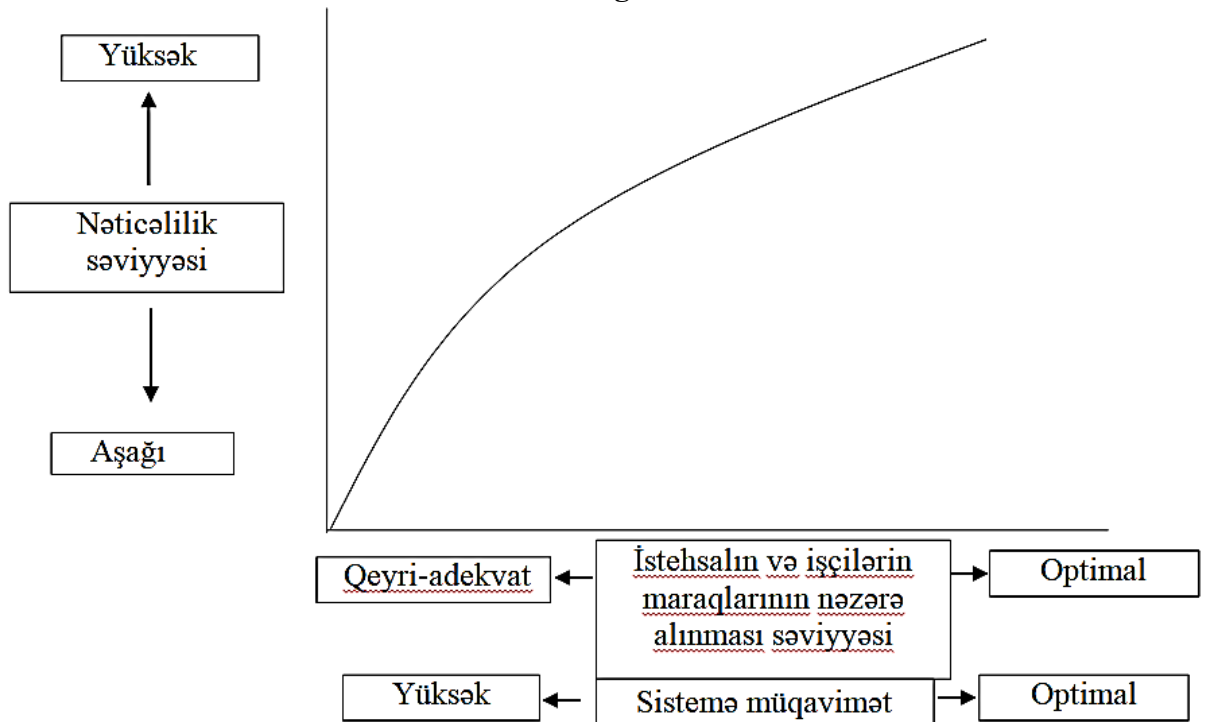 Yüksək
Nəticəlilik
səviyyəsi
Aşağı
Qeyri-adekvat
İstehsalın və işçilərin
maraqlarının nəzərə
alınması səviyyəsi
Optimal
Yüksək
Sistemə müqavimət
Optimal